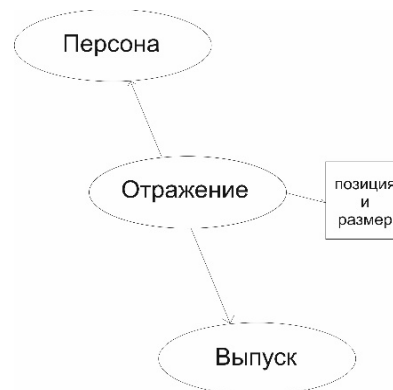 Персона
Отражение
позиция
и
размер
Выпуск